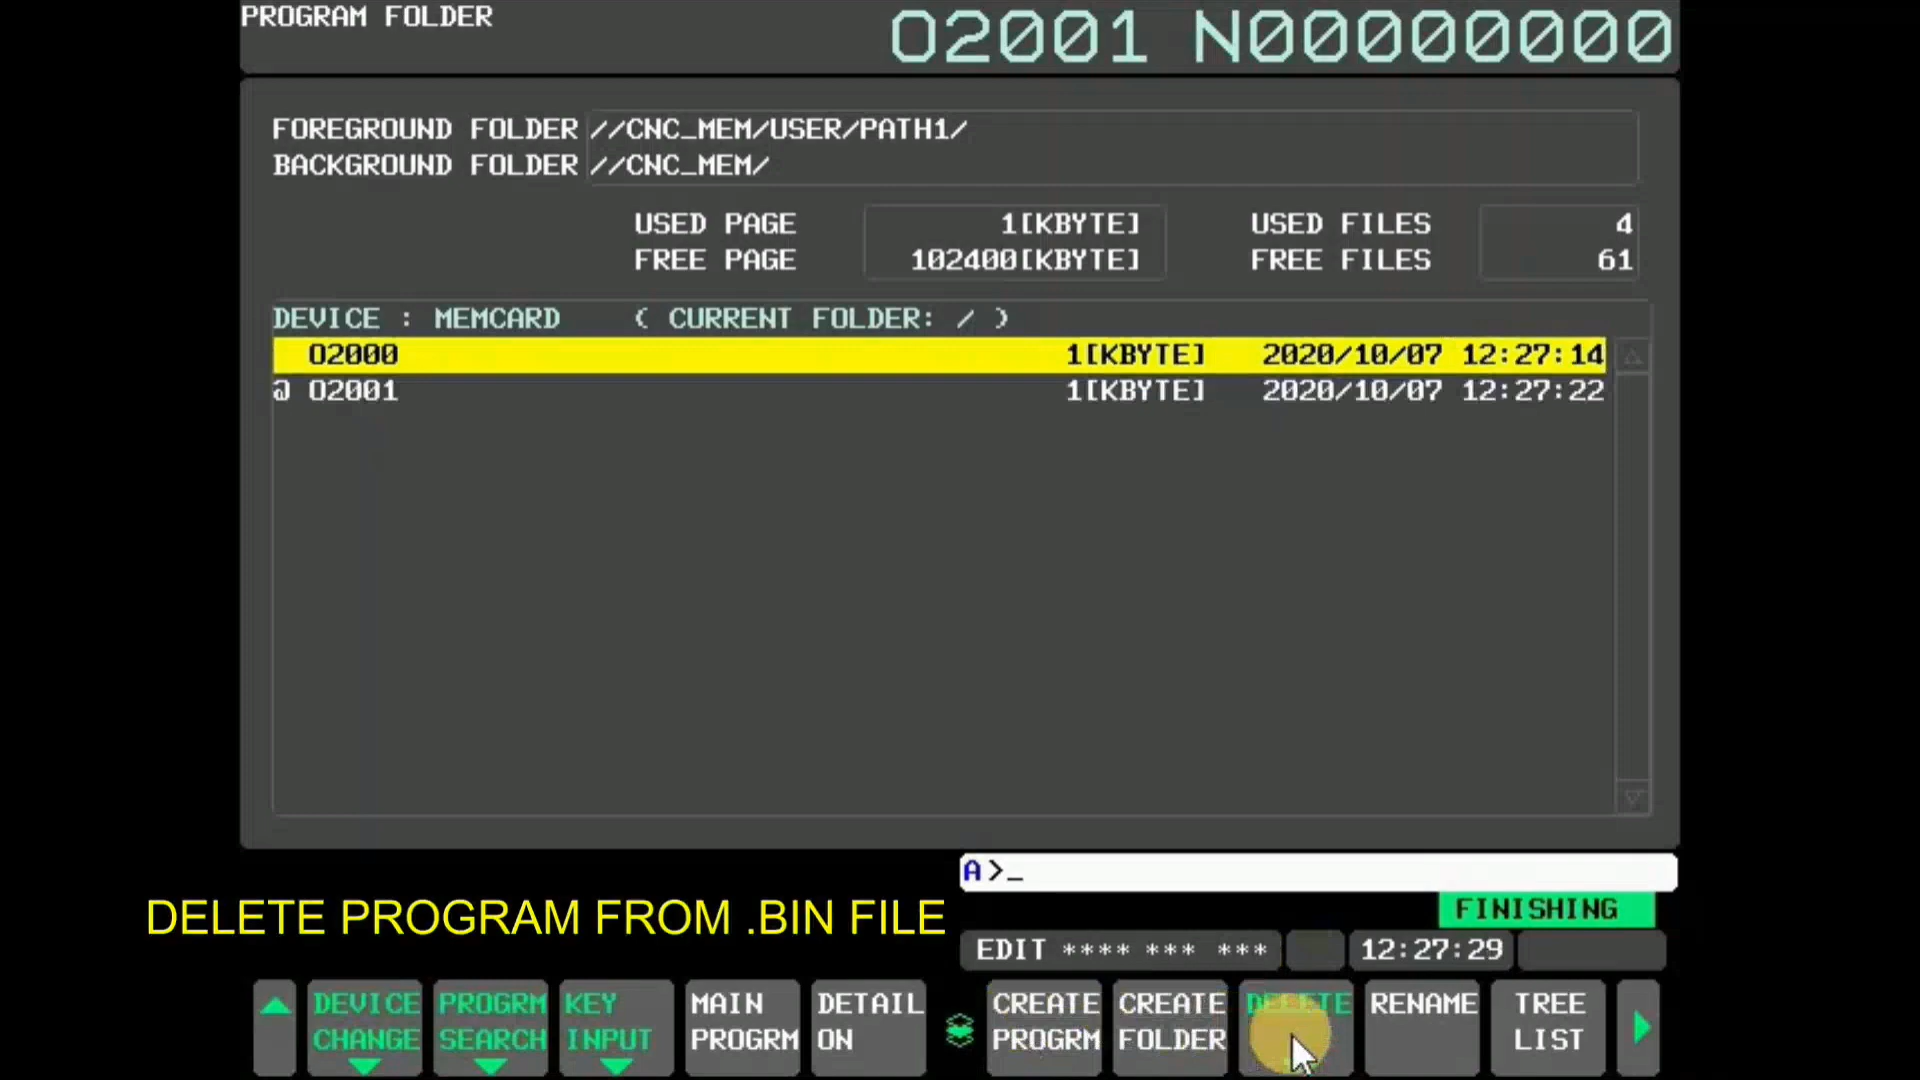 PROGRAM FOLDER
O2001 N00000000
FOREGROUND FOLDER //CNC_MEM/USER/PATH1/
BACKGROUND FOLDER //CNC_MEM/
USED PAGE 1[KBYTE] USED FILES 4
FREE PAGE 102400[KBYTE] FREE FILES 61
DEVICE : MEMCARD ( CURRENT FOLDER: / )
O2000 1[KBYTE] 2020/10/07 12:27:14
@ O2001 1[KBYTE] 2020/10/07 12:27:22
A >_
DELETE PROGRAM FROM .BIN FILE
FINISHING
EDIT **** *** *** 12:27:29
DEVICE CHANGE
PROGRM SEARCH
KEY INPUT
MAIN PROGRM
DETAIL ON
CREATE PROGRM
CREATE FOLDER
DELETE
RENAME
TREE LIST